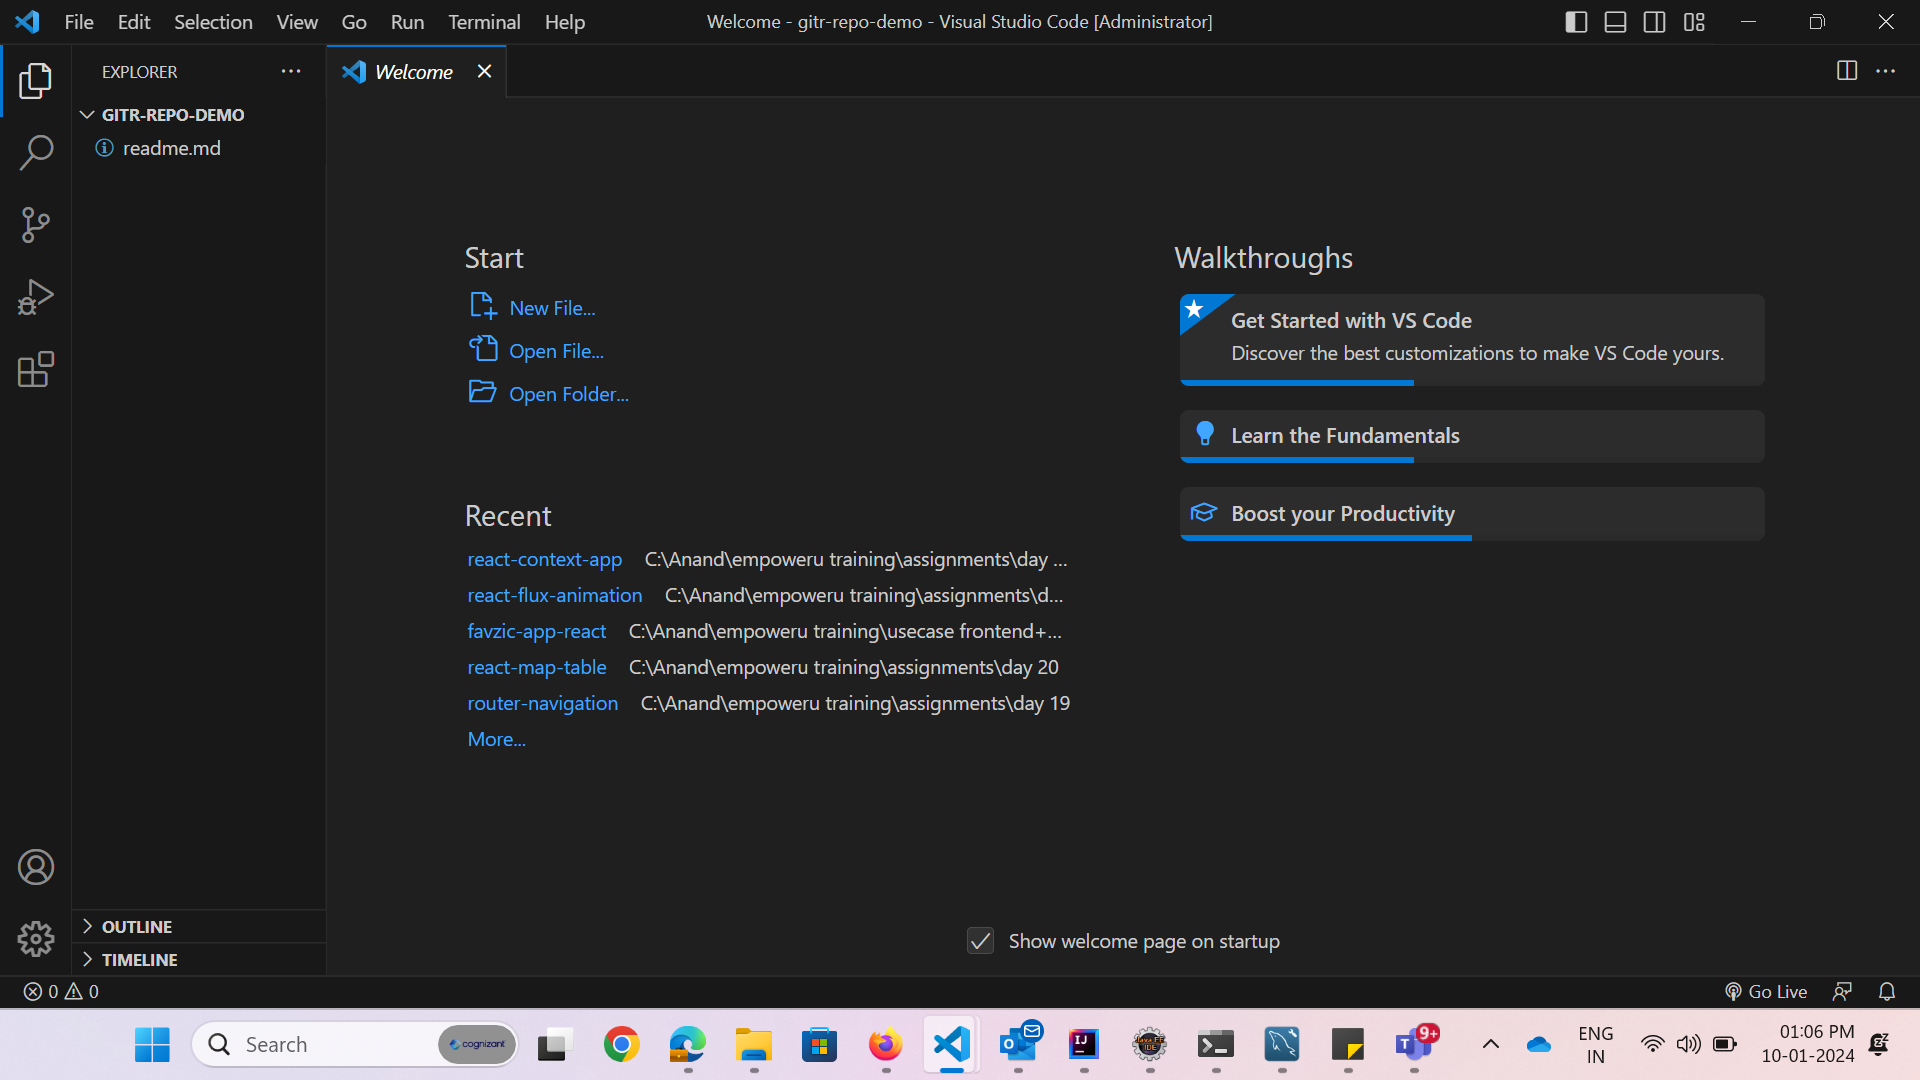 File Edit Selection View Go Run Terminal Help
Welcome - gitr-repo-demo - Visual Studio Code [Administrator]
EXPLORER
Welcome
GITR-REPO-DEMO
readme.md
Start
New File...
Open File...
Open Folder...
Recent
react-context-app C:\Anand\empoweru training\assignments\day ...
react-flux-animation C:\Anand\empoweru training\assignments\d...
favzic-app-react C:\Anand\empoweru training\usecase frontend+...
react-map-table C:\Anand\empoweru training\assignments\day 20
router-navigation C:\Anand\empoweru training\assignments\day 19
More...
Walkthroughs
Get Started with VS Code
Discover the best customizations to make VS Code yours.
Learn the Fundamentals
Boost your Productivity
Show welcome page on startup
OUTLINE
TIMELINE
0 0
Go Live
Search
cognizant
9+
ENG
IN
01:06 PM
10-01-2024